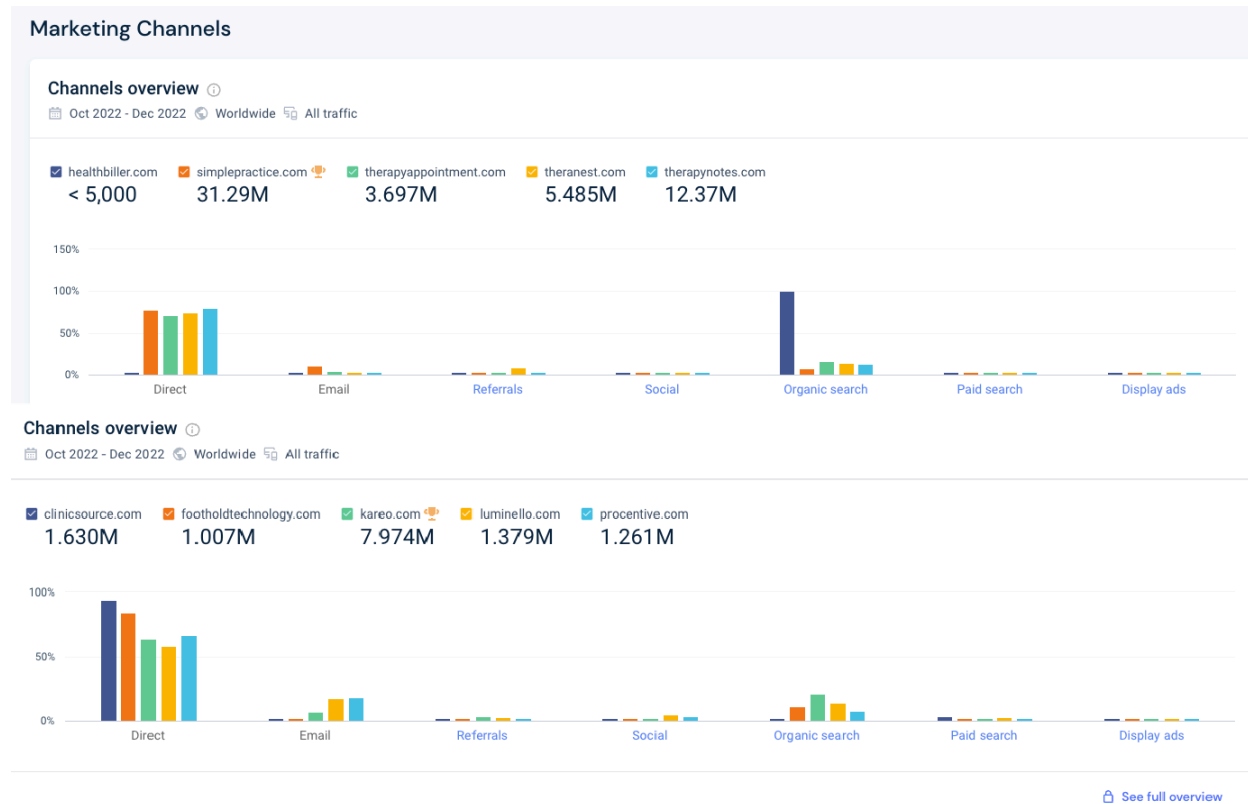 Marketing Channels
Channels overview
Oct 2022 - Dec 2022 Worldwide All traffic
healthbiller.com simplepractice.com therapyappointment.com theranest.com therapynotes.com
< 5,000 31.29M 3.697M 5.485M 12.37M
150%
100%
50%
0%
Direct Email Referrals Social Organic search Paid search Display ads
Channels overview
Oct 2022 - Dec 2022 Worldwide All traffic
clinicsource.com footholdtechnology.com kareo.com luminello.com procentive.com
1.630M 1.007M 7.974M 1.379M 1.261M
100%
50%
0%
Direct Email Referrals Social Organic search Paid search Display ads
See full overview